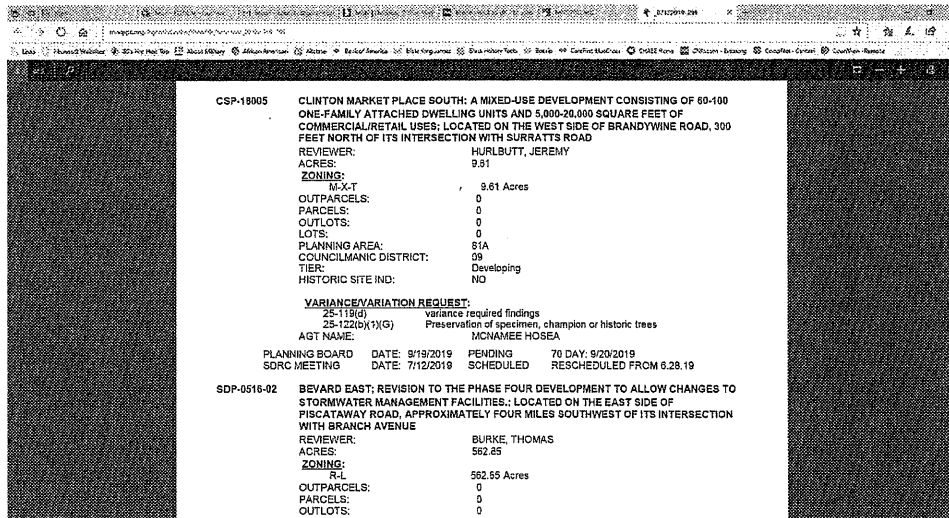 CSP-18005 CLINTON MARKET PLACE SOUTH: A MIXED-USE DEVELOPMENT CONSISTING OF 60-100
ONE-FAMILY ATTACHED DWELLING UNITS AND 5,000-20,000 SQUARE FEET OF
COMMERCIAL/RETAIL USES; LOCATED ON THE WEST SIDE OF BRANDYWINE ROAD, 300
FEET NORTH OF ITS INTERSECTION WITH SURRATTS ROAD
REVIEWER: HURLBUTT, JEREMY
ACRES: 9.61
ZONING:
M-X-T 9.61 Acres
OUTPARCELS: 0
PARCELS: 0
OUTLOTS: 0
LOTS: 0
PLANNING AREA: 81A
COUNCILMANIC DISTRICT: 09
TIER: Developing
HISTORIC SITE IND: NO
VARIANCE/VARIATION REQUEST:
25-119(d) variance required findings
25-122(b)(1)(G) Preservation of specimen, champion or historic trees
AGT NAME: MCNAMEE HOSEA
PLANNING BOARD DATE: 9/19/2019 PENDING 70 DAY: 9/20/2019
SDRC MEETING DATE: 7/12/2019 SCHEDULED RESCHEDULED FROM 6.28.19
SDP-0516-02 BEVARD EAST; REVISION TO THE PHASE FOUR DEVELOPMENT TO ALLOW CHANGES TO
STORMWATER MANAGEMENT FACILITIES.; LOCATED ON THE EAST SIDE OF
PISCATAWAY ROAD, APPROXIMATELY FOUR MILES SOUTHWEST OF ITS INTERSECTION
WITH BRANCH AVENUE
REVIEWER: BURKE, THOMAS
ACRES: 562.85
ZONING:
R-L 562.85 Acres
OUTPARCELS: 0
PARCELS: 0
OUTLOTS: 0